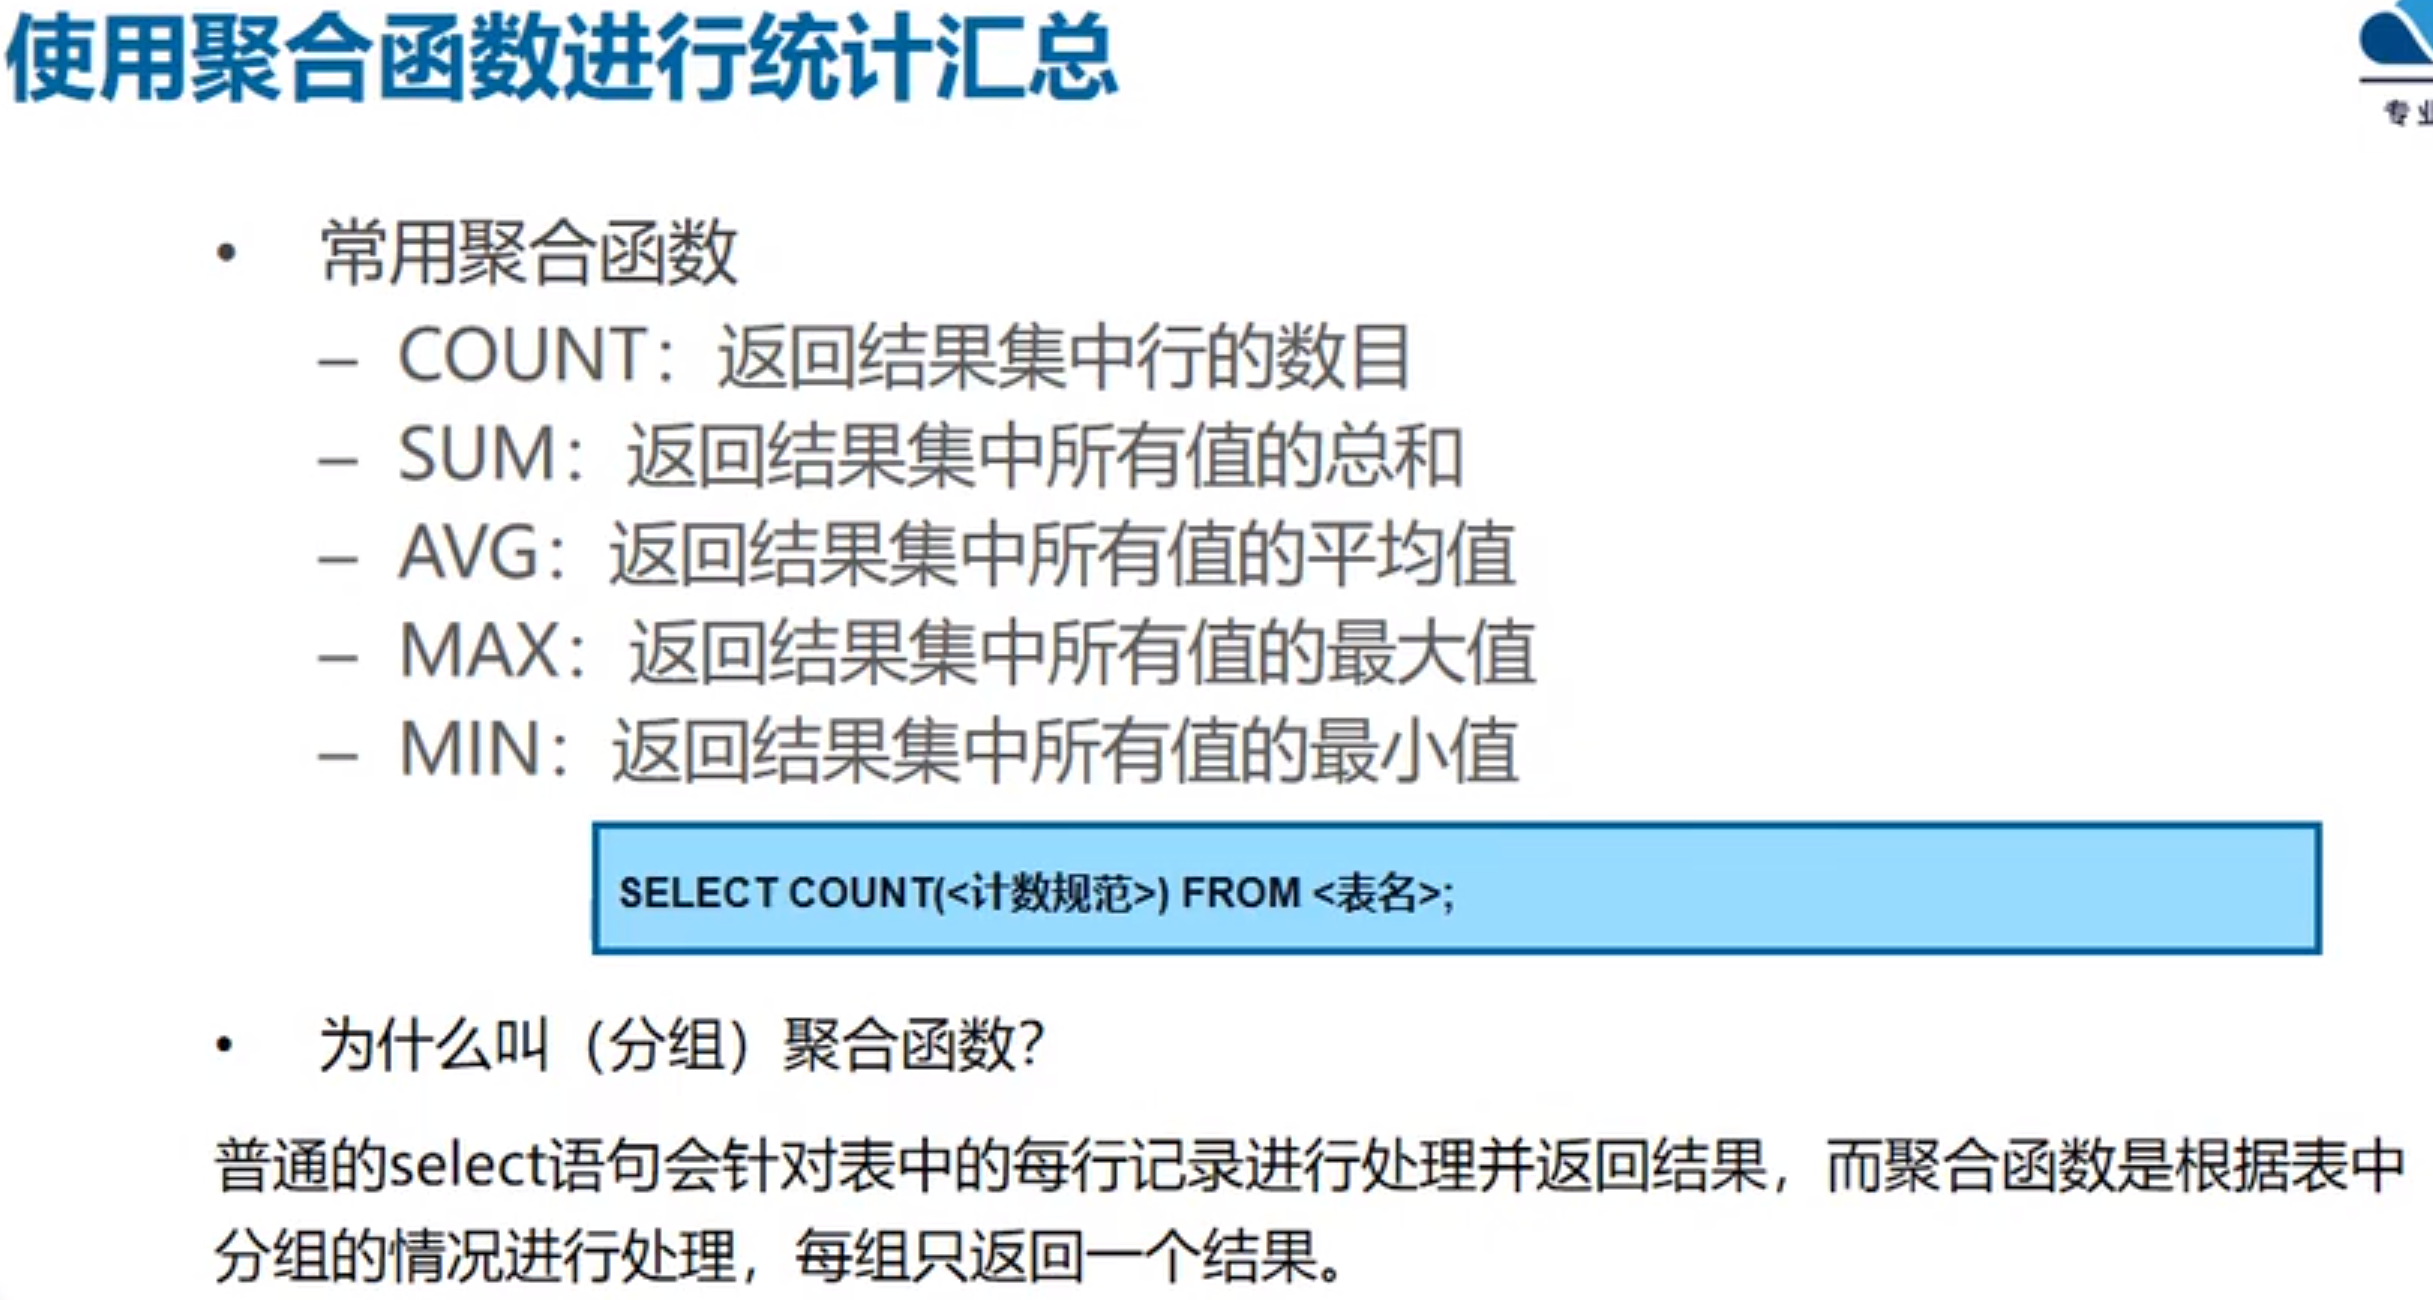 使用聚合函数进行统计汇总
专业
• 常用聚合函数
– COUNT：返回结果集中行的数目
– SUM：返回结果集中所有值的总和
– AVG：返回结果集中所有值的平均值
– MAX：返回结果集中所有值的最大值
– MIN：返回结果集中所有值的最小值
SELECT COUNT(<计数规范>) FROM <表名>;
• 为什么叫（分组）聚合函数？
普通的select语句会针对表中的每行记录进行处理并返回结果，而聚合函数是根据表中
分组的情况进行处理，每组只返回一个结果。